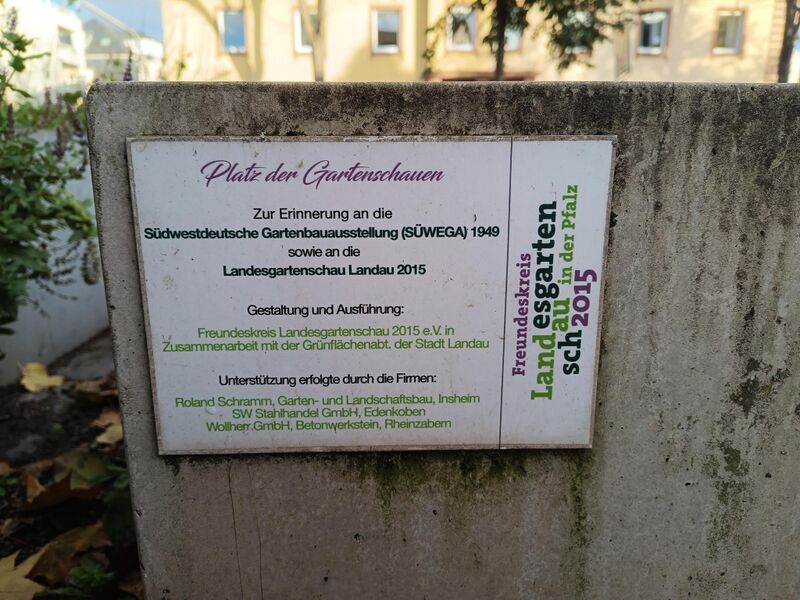 Platz der Gartenschauen
Zur Erinnerung an die
Südwestdeutsche Gartenbauausstellung (SÜWEGA) 1949
sowie an die
Landesgartenschau Landau 2015
Gestaltung und Ausführung:
Freundeskreis Landesgartenschau 2015 e.V. in
Zusammenarbeit mit der Grünflächenabt. der Stadt Landau
Unterstützung erfolgte durch die Firmen:
Roland Schramm, Garten- und Landschaftsbau, Insheim
SW Stahlhandel GmbH, Edenkoben
Wollherr GmbH, Betonwerkstein, Rheinzabern
Freundeskreis
Landesgarten
schau in der Pfalz
2015